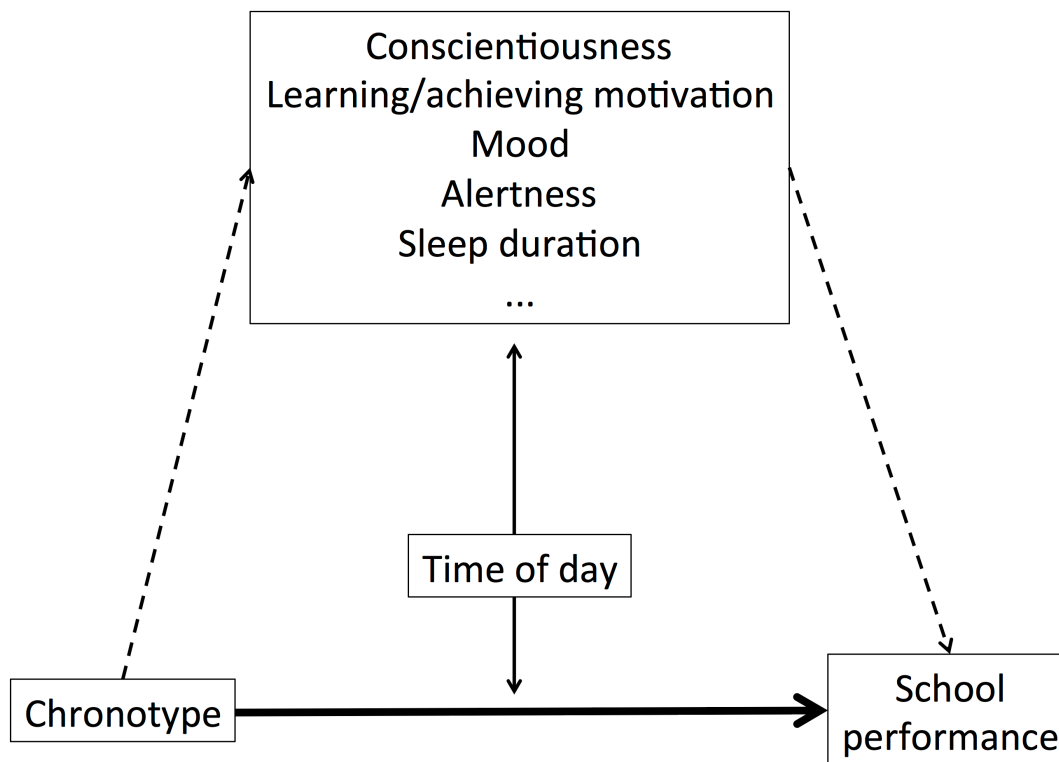 Conscientiousness
Learning/achieving motivation
Mood
Alertness
Sleep duration
...
Time of day
Chronotype
School
performance